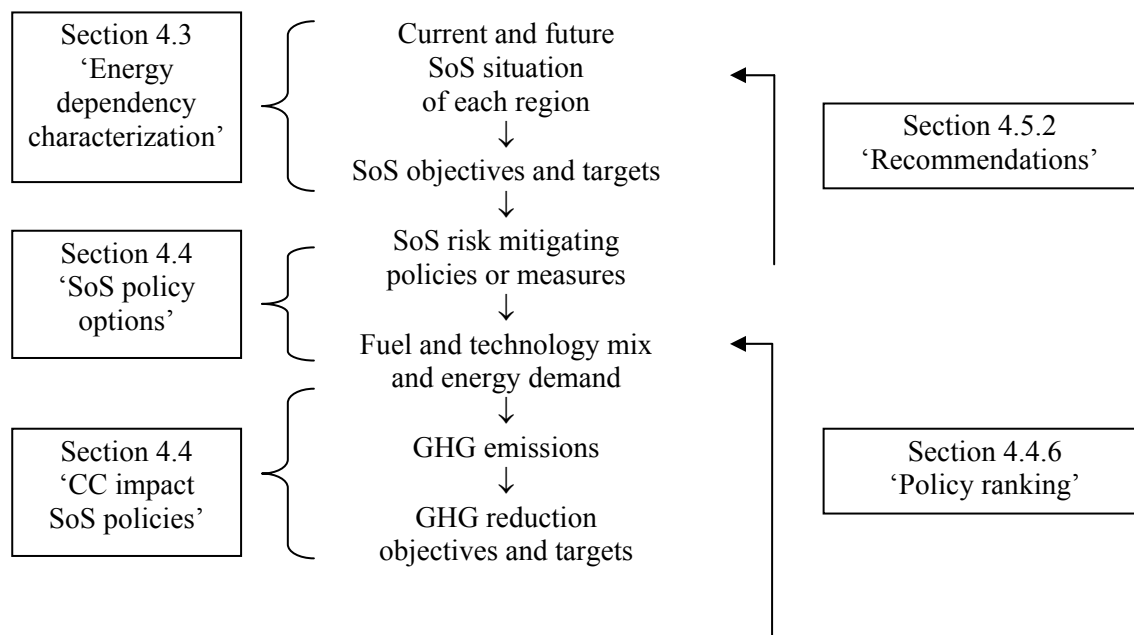 Section 4.3
‘Energy
dependency
characterization’
Current and future
SoS situation
of each region
↓
SoS objectives and targets
↓
Section 4.4
‘SoS policy
options’
SoS risk mitigating
policies or measures
↓
Fuel and technology mix
and energy demand
↓
Section 4.4
‘CC impact
SoS policies’
GHG emissions
↓
GHG reduction
objectives and targets
Section 4.5.2
‘Recommendations’
Section 4.4.6
‘Policy ranking’